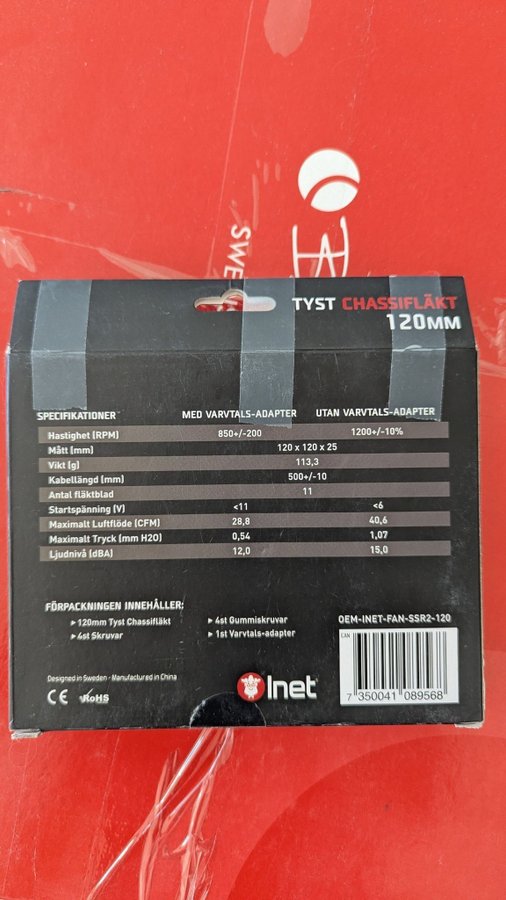 SWE
TYST CHASSIFLÄKT
120MM
SPECIFIKATIONER MED VARVTALS-ADAPTER UTAN VARVTALS-ADAPTER
Hastighet (RPM) 850+/-200 1200+/-10%
Mått (mm) 120 x 120 x 25
Vikt (g) 113,3
Kabellängd (mm) 500+/-10
Antal fläktblad 11
Startspänning (V) <11 <6
Maximalt Luftflöde (CFM) 28,8 40,6
Maximalt Tryck (mm H2O) 0,54 1,07
Ljudnivå (dBA) 12,0 15,0
FÖRPACKNINGEN INNEHÅLLER:
▸ 120mm Tyst Chassifläkt ▸ 4st Gummiskruvar
▸ 4st Skruvar ▸ 1st Varvtals-adapter
OEM-INET-FAN-SSR2-120
EAN
7 350041 089568
Designed in Sweden - Manufactured in China
CE RoHS
Inet